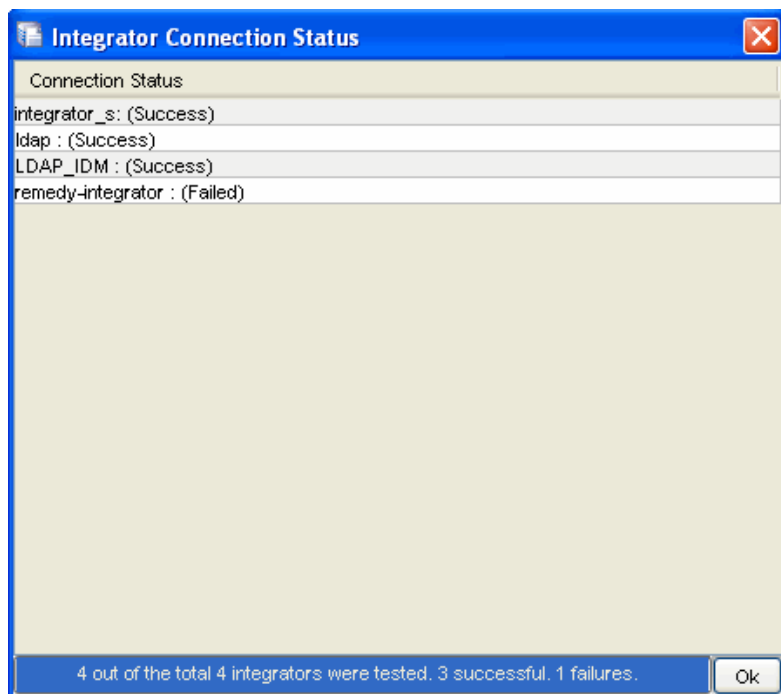 Integrator Connection Status
Connection Status
integrator_s: (Success)
ldap : (Success)
LDAP_IDM : (Success)
remedy-integrator : (Failed)
4 out of the total 4 integrators were tested. 3 successful. 1 failures.
Ok